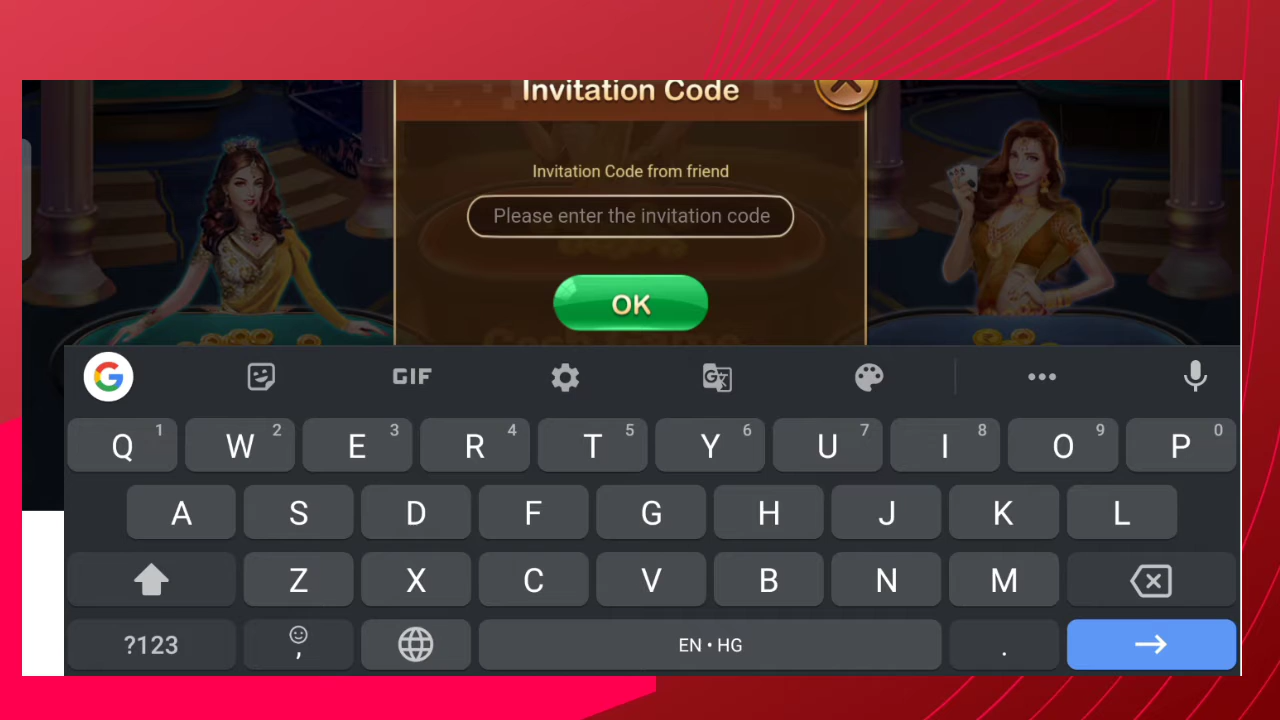 Invitation Code
Invitation Code from friend
Please enter the invitation code
OK
G GIF G
Q 1 W 2 E 3 R 4 T 5 Y 6 U 7 I 8 O 9 P 0
A S D F G H J K L
Z X C V B N M
?123 , EN • HG .